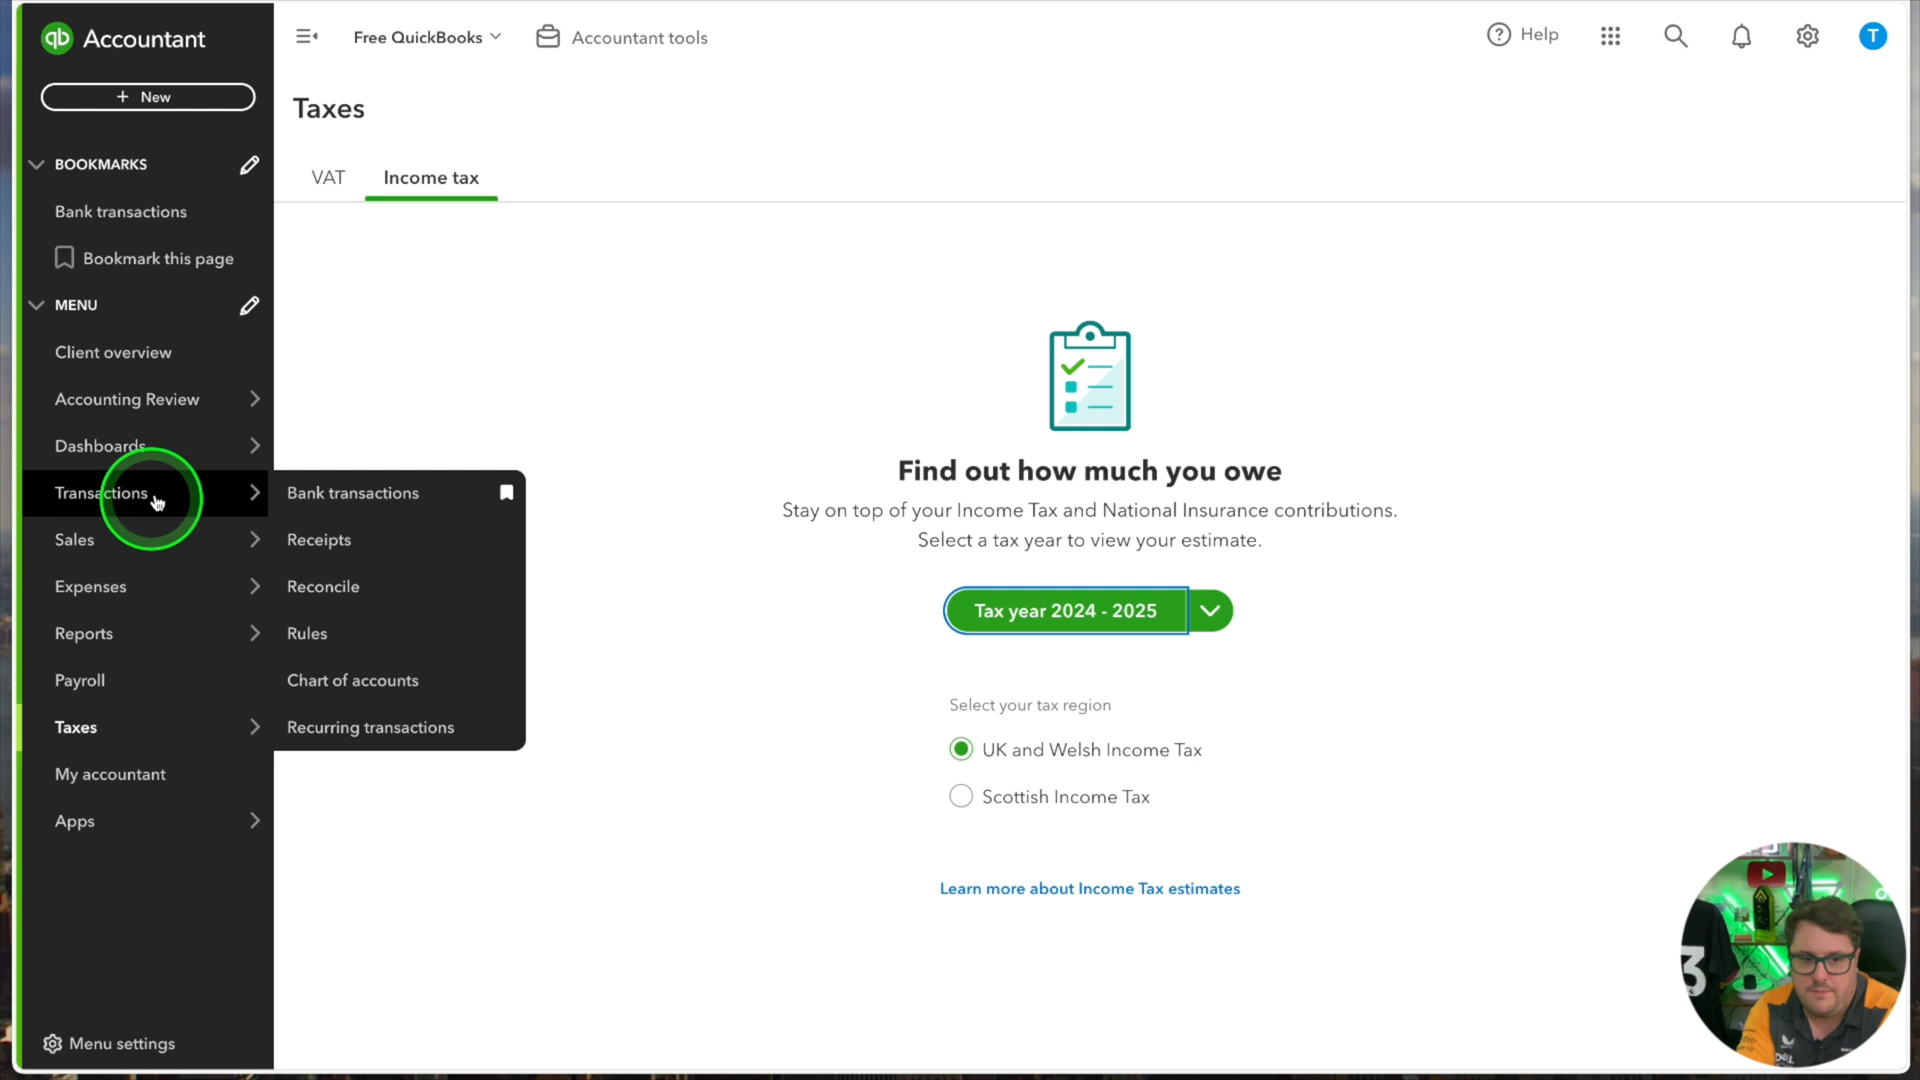 qb Accountant
Free QuickBooks
Accountant tools
Help
T
+ New
Taxes
VAT
Income tax
BOOKMARKS
Bank transactions
Bookmark this page
MENU
Client overview
Accounting Review
Dashboards
Transactions
Sales
Expenses
Reports
Payroll
Taxes
My accountant
Apps
Menu settings
Bank transactions
Receipts
Reconcile
Rules
Chart of accounts
Recurring transactions
Find out how much you owe
Stay on top of your Income Tax and National Insurance contributions.
Select a tax year to view your estimate.
Tax year 2024 - 2025
Select your tax region
UK and Welsh Income Tax
Scottish Income Tax
Learn more about Income Tax estimates
3